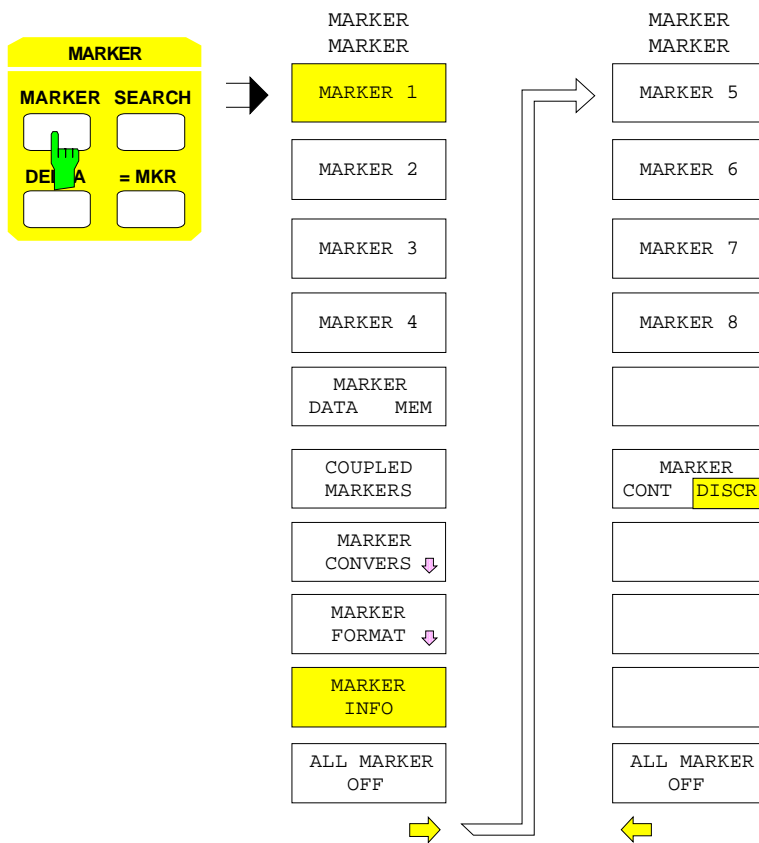 MARKER
MARKER SEARCH
DELTA = MKR
MARKER
MARKER
MARKER 1
MARKER 2
MARKER 3
MARKER 4
MARKER
DATA MEM
COUPLED
MARKERS
MARKER
CONVERS
MARKER
FORMAT
MARKER
INFO
ALL MARKER
OFF
MARKER
MARKER
MARKER 5
MARKER 6
MARKER 7
MARKER 8
MARKER
CONT DISCR
ALL MARKER
OFF